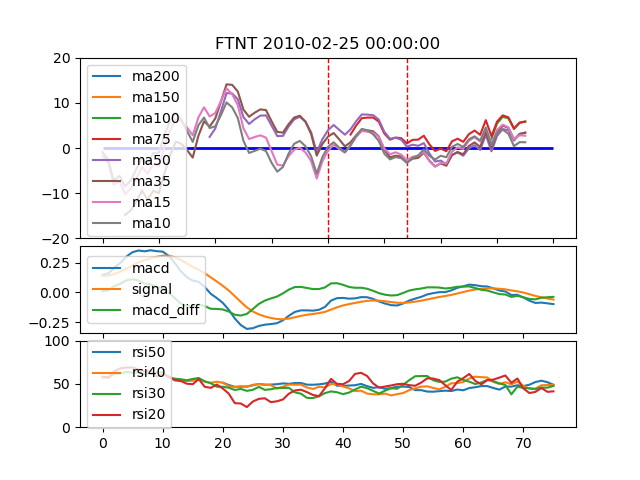 FTNT 2010-02-25 00:00:00
20
10
0
−10
−20
ma200
ma150
ma100
ma75
ma50
ma35
ma15
ma10
0.25
0.00
−0.25
macd
signal
macd_diff
100
50
0
rsi50
rsi40
rsi30
rsi20
0 10 20 30 40 50 60 70